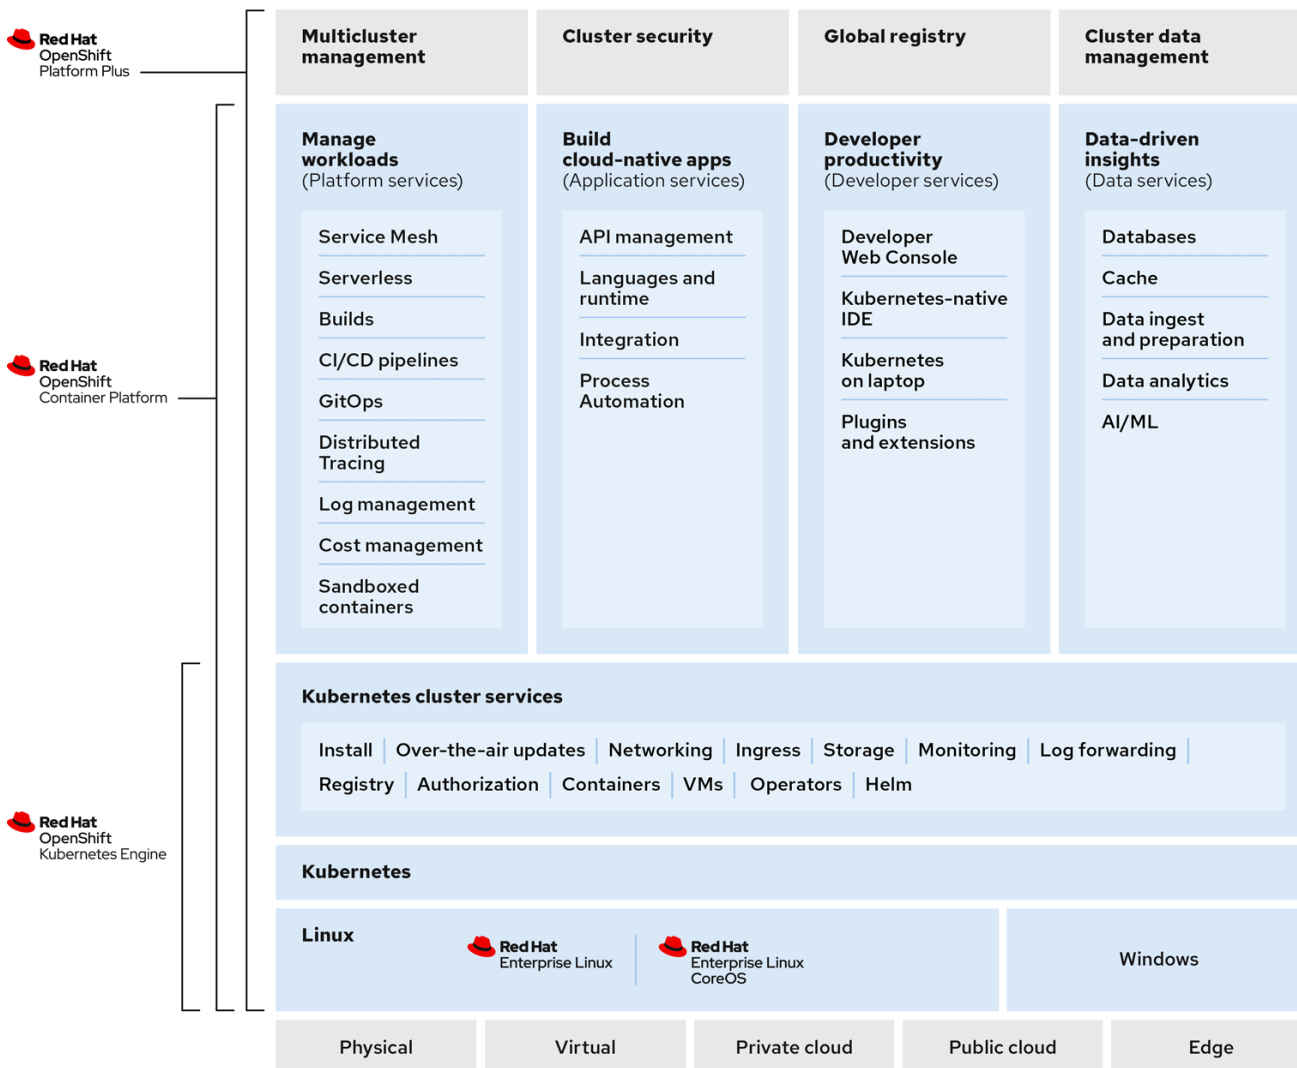 Red Hat
OpenShift
Platform Plus
Multicluster
management
Cluster security
Global registry
Cluster data
management
Red Hat
OpenShift
Container Platform
Manage
workloads
(Platform services)
Service Mesh
Serverless
Builds
CI/CD pipelines
GitOps
Distributed
Tracing
Log management
Cost management
Sandboxed
containers
Build
cloud-native apps
(Application services)
API management
Languages and
runtime
Integration
Process
Automation
Developer
productivity
(Developer services)
Developer
Web Console
Kubernetes-native
IDE
Kubernetes
on laptop
Plugins
and extensions
Data-driven
insights
(Data services)
Databases
Cache
Data ingest
and preparation
Data analytics
AI/ML
Red Hat
OpenShift
Kubernetes Engine
Kubernetes cluster services
Install | Over-the-air updates | Networking | Ingress | Storage | Monitoring | Log forwarding |
Registry | Authorization | Containers | VMs | Operators | Helm
Kubernetes
Linux
Red Hat
Enterprise Linux
Red Hat
Enterprise Linux
CoreOS
Windows
Physical
Virtual
Private cloud
Public cloud
Edge